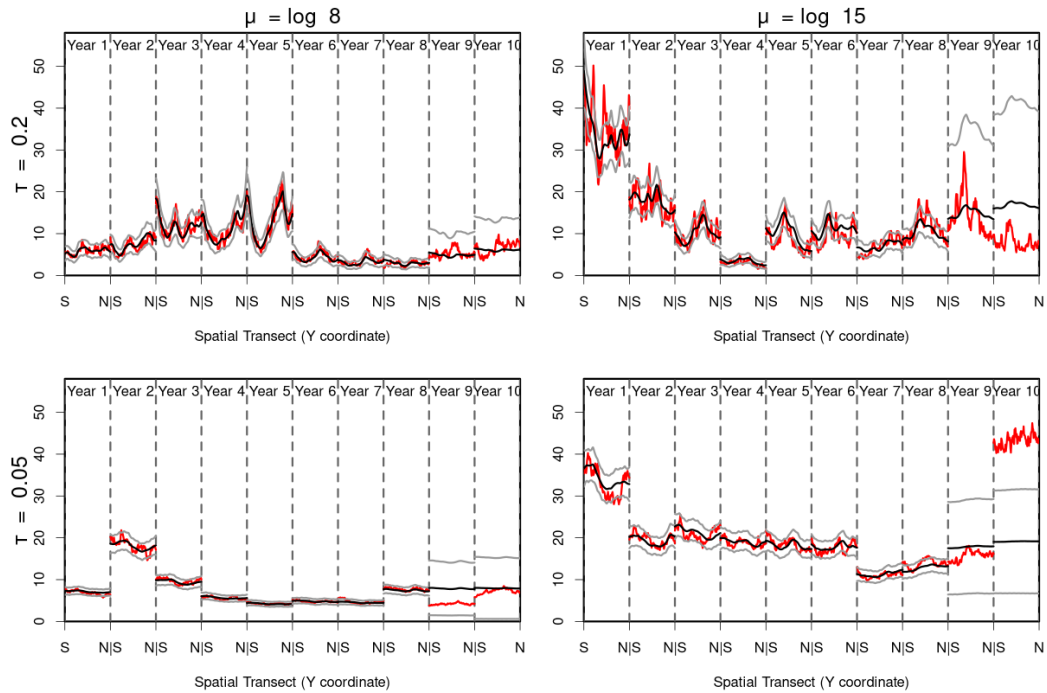 μ = log 8
μ = log 15
Year 1 Year 2 Year 3 Year 4 Year 5 Year 6 Year 7 Year 8 Year 9 Year 10
Year 1 Year 2 Year 3 Year 4 Year 5 Year 6 Year 7 Year 8 Year 9 Year 10
τ = 0.2
50
40
30
20
10
0
50
40
30
20
10
0
S N|S N|S N|S N|S N|S N|S N|S N|S N|S N
S N|S N|S N|S N|S N|S N|S N|S N|S N|S N
Spatial Transect (Y coordinate)
Spatial Transect (Y coordinate)
Year 1 Year 2 Year 3 Year 4 Year 5 Year 6 Year 7 Year 8 Year 9 Year 10
Year 1 Year 2 Year 3 Year 4 Year 5 Year 6 Year 7 Year 8 Year 9 Year 10
τ = 0.05
50
40
30
20
10
0
50
40
30
20
10
0
S N|S N|S N|S N|S N|S N|S N|S N|S N|S N
S N|S N|S N|S N|S N|S N|S N|S N|S N|S N
Spatial Transect (Y coordinate)
Spatial Transect (Y coordinate)